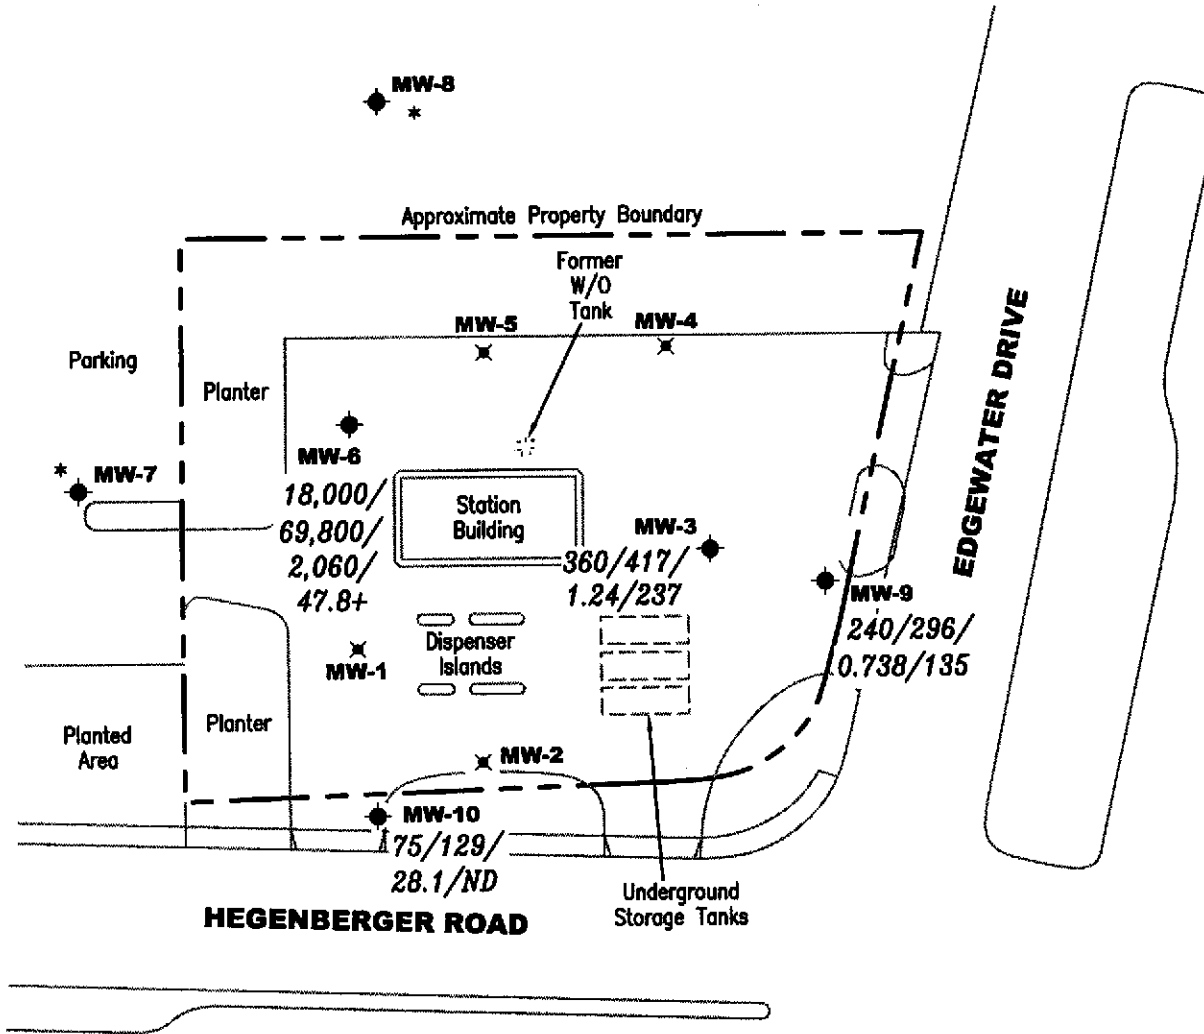 MW-8
*
Approximate Property Boundary
Former
W/O
Tank
MW-5
MW-4
Parking
Planter
MW-6
18,000/
69,800/
2,060/
47.8+
*
MW-7
Station
Building
MW-3
360/417/
1.24/237
MW-9
240/296/
0.738/135
EDGEWATER DRIVE
MW-1
Dispenser
Islands
Planter
Planted
Area
MW-2
MW-10
75/129/
28.1/ND
Underground
Storage Tanks
HEGENBERGER ROAD